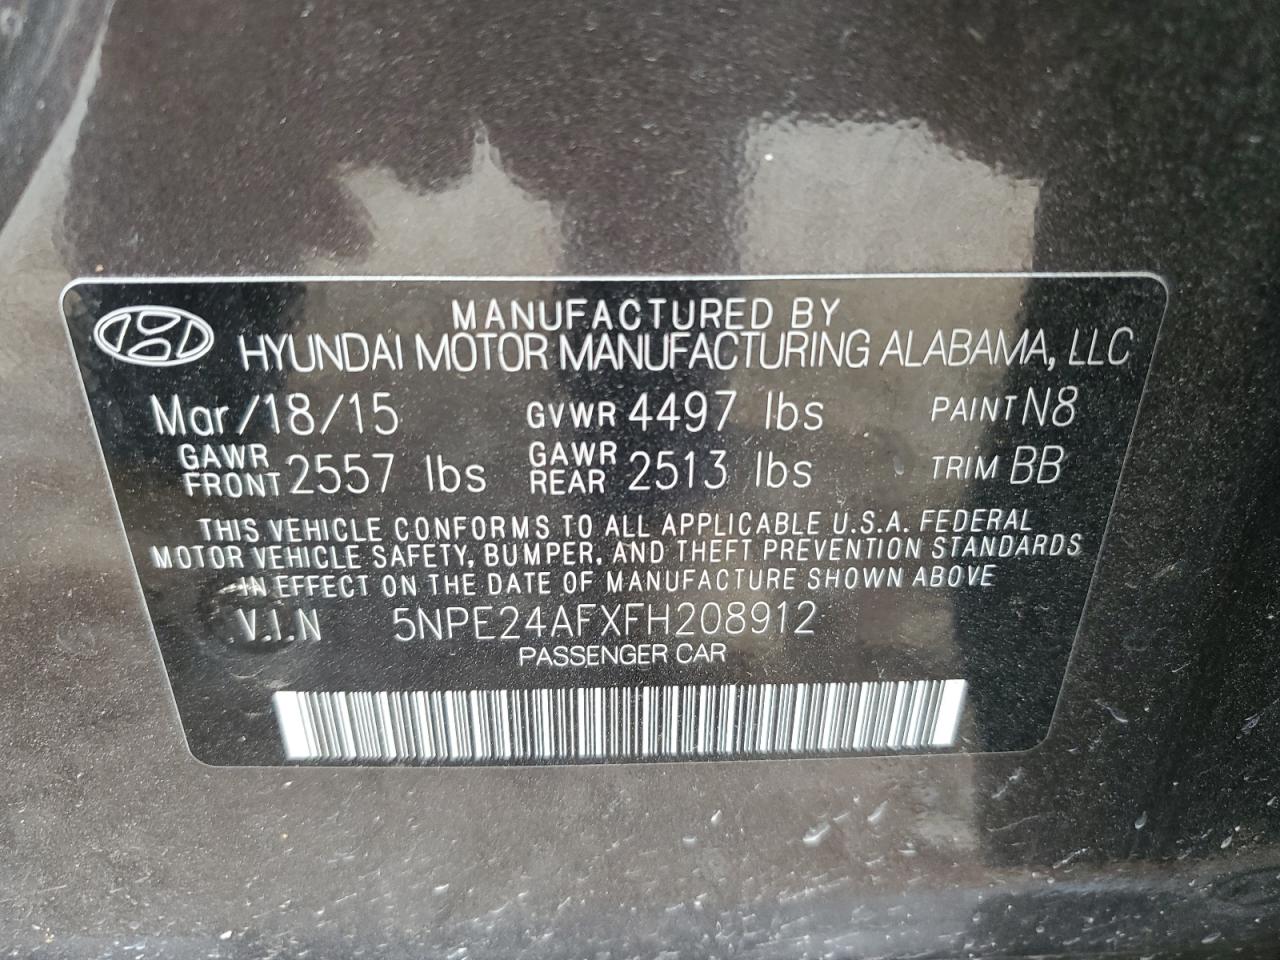 MANUFACTURED BY
HYUNDAI MOTOR MANUFACTURING ALABAMA, LLC
Mar/18/15 GVWR 4497 lbs PAINT N8
GAWR FRONT 2557 lbs GAWR REAR 2513 lbs TRIM BB
THIS VEHICLE CONFORMS TO ALL APPLICABLE U.S.A. FEDERAL
MOTOR VEHICLE SAFETY, BUMPER, AND THEFT PREVENTION STANDARDS
IN EFFECT ON THE DATE OF MANUFACTURE SHOWN ABOVE
V.I.N 5NPE24AFXFH208912
PASSENGER CAR